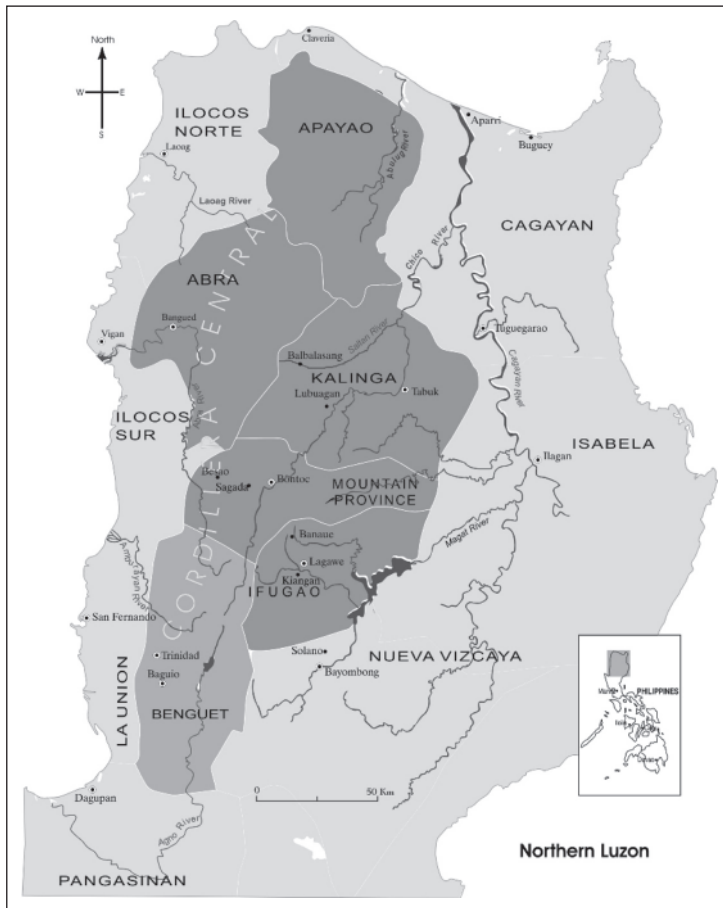 North
W
E
S
Claveria
ILOCOS
NORTE
APAYAO
Laoag
Abulug River
Aparri
Buguey
Laoag River
CAGAYAN
Chico River
ABRA
CORDILLERA CENTRAL
Vigan
Bangued
Saltan River
Tuguegarao
Balbalasang
KALINGA
Cagayan River
Lubuagan
Tabuk
Abra River
ILOCOS
SUR
ISABELA
Ilagan
Besao
Sagada
Bontoc
MOUNTAIN
PROVINCE
Banaue
Magat River
Lagawe
Kiangan
IFUGAO
San Fernando
Solano
Trinidad
NUEVA VIZCAYA
Bayombong
Baguio
LA UNION
BENGUET
PHILIPPINES
Dagupan
0
50 Km
Agno River
Northern Luzon
PANGASINAN